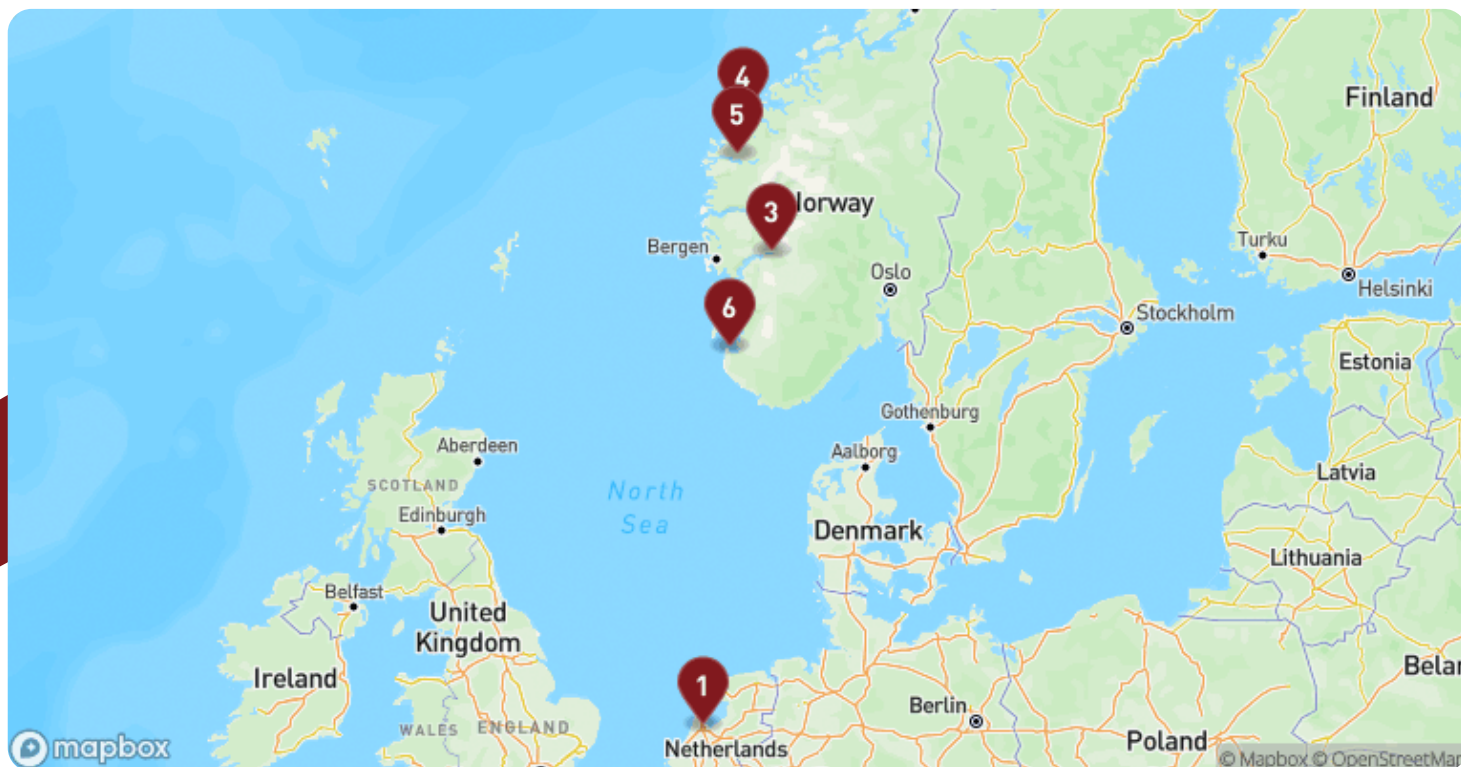 4
Finland
5
3
Norway
Bergen
Turku
Oslo
Helsinki
6
Stockholm
Estonia
Gothenburg
Aberdeen
Aalborg
Latvia
SCOTLAND
North
Sea
Edinburgh
Denmark
Lithuania
Belfast
United
Kingdom
Ireland
1
Belar
Berlin
WALES
ENGLAND
Netherlands
Poland
mapbox
© Mapbox © OpenStreetMap